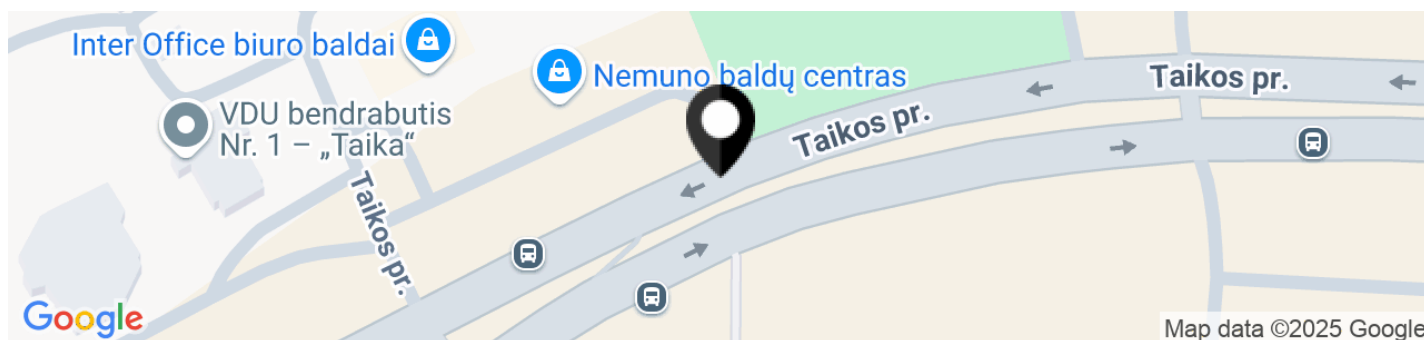 Inter Office biuro baldai
Nemuno baldų centras
Taikos pr.
VDU bendrabutis
Nr. 1 – „Taika“
Taikos pr.
Taikos pr.
Google
Map data ©2025 Google